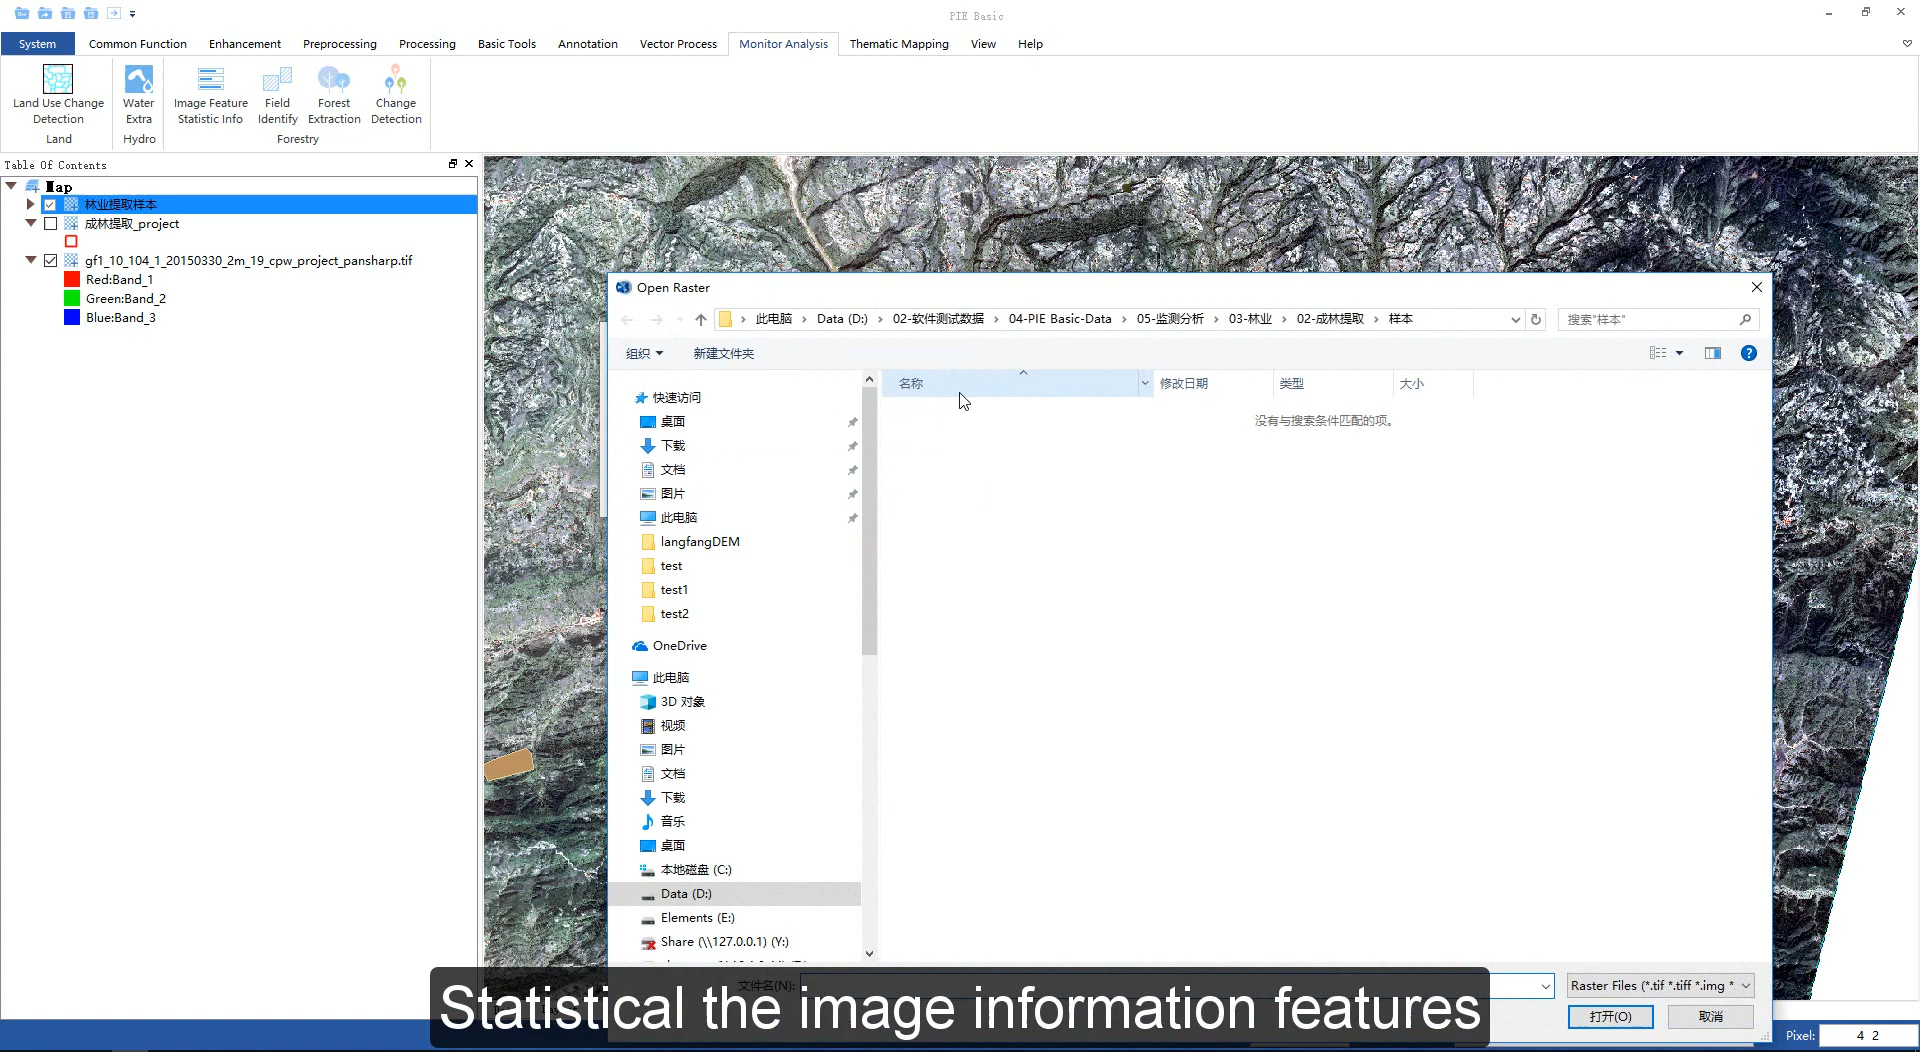 PIE Basic
System Common Function Enhancement Preprocessing Processing Basic Tools Annotation Vector Process Monitor Analysis Thematic Mapping View Help
Land Use Change Detection
Water Extra
Image Feature Statistic Info
Field Identify
Forest Extraction
Change Detection
Land Hydro Forestry
Table Of Contents
Map
林业提取样本
成林提取_project
gf1_10_104_1_20150330_2m_19_cpw_project_pansharp.tif
Red:Band_1
Green:Band_2
Blue:Band_3
Open Raster
此电脑 Data (D:) 02-软件测试数据 04-PIE Basic-Data 05-监测分析 03-林业 02-成林提取 样本
搜索"样本"
组织 新建文件夹
名称 修改日期 类型 大小
没有与搜索条件匹配的项。
快速访问
桌面
下载
文档
图片
此电脑
langfangDEM
test
test1
test2
OneDrive
此电脑
3D 对象
视频
图片
文档
下载
音乐
桌面
本地磁盘 (C:)
Data (D:)
Elements (E:)
Share (\\127.0.0.1) (Y:)
文件名(N):
Raster Files (*.tif *.tiff *.img *
打开(O) 取消
Statistical the image information features
Pixel: 4 2